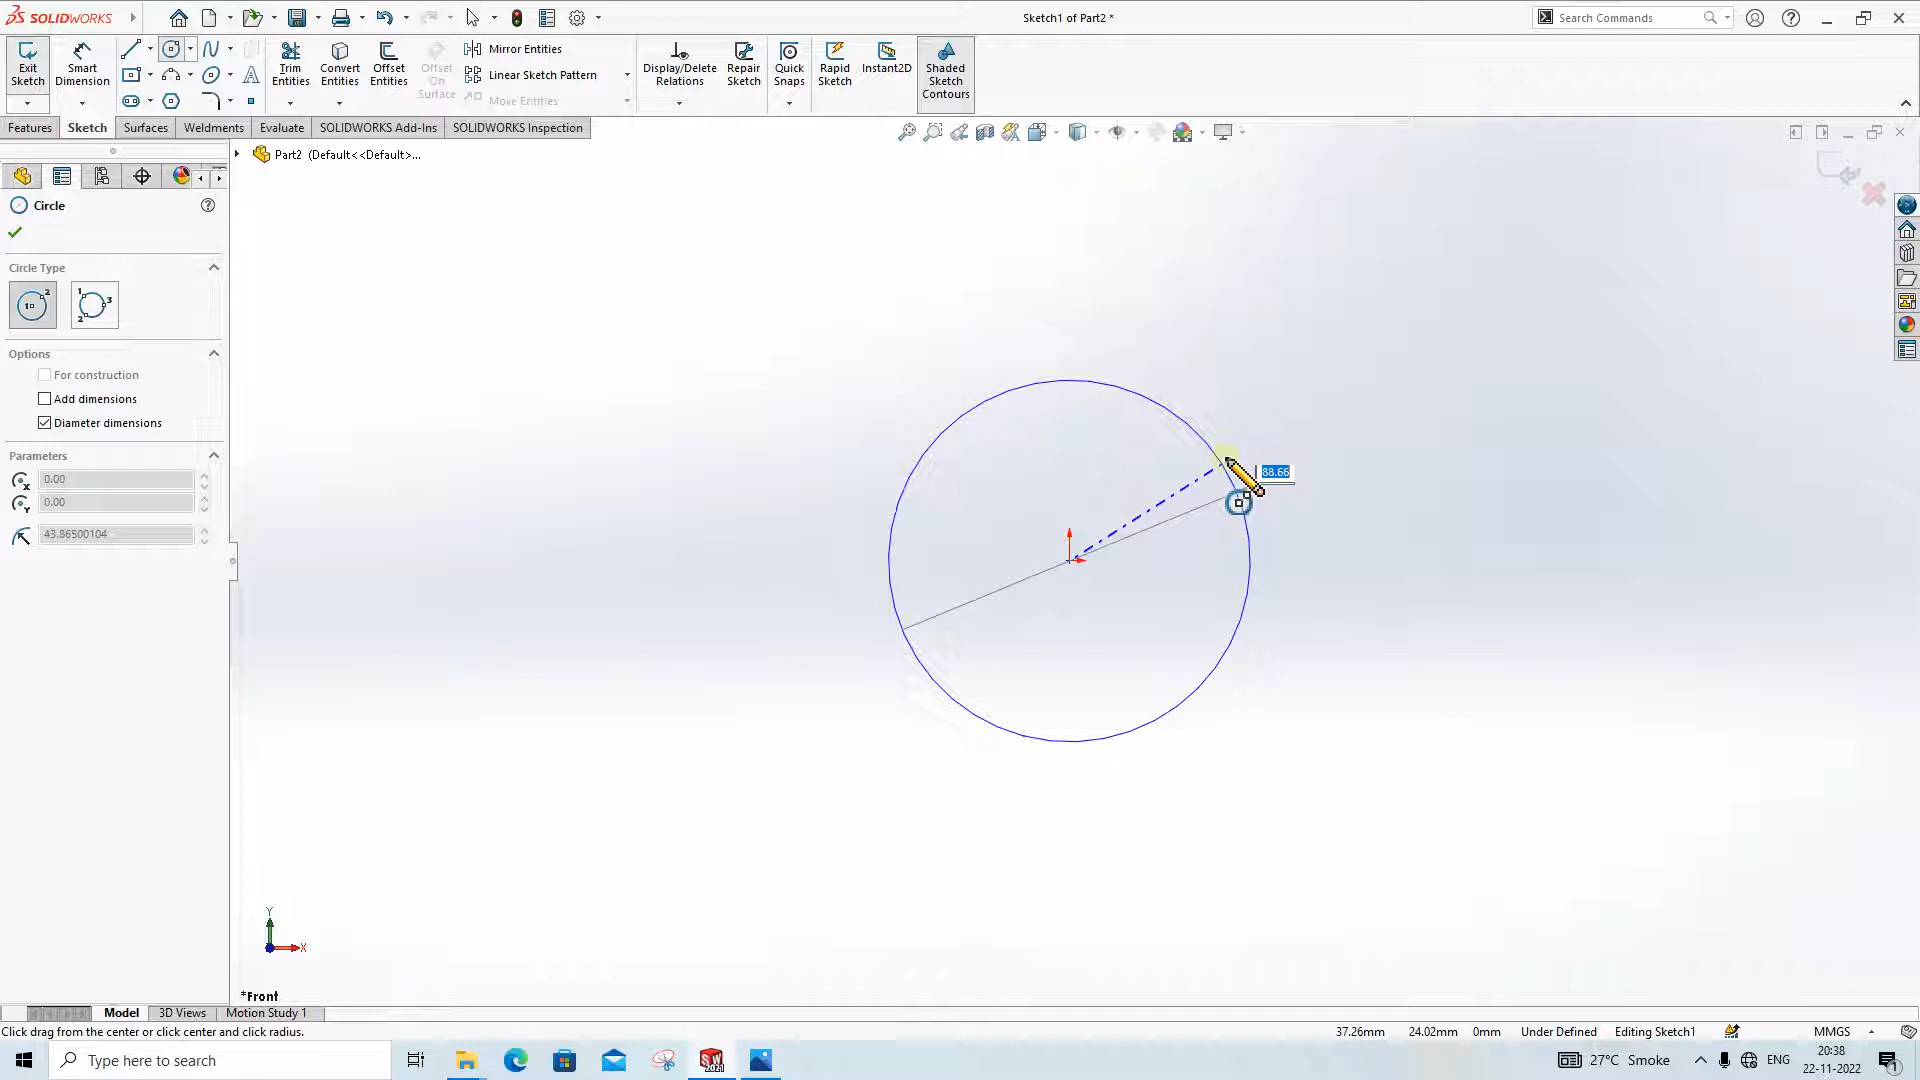 SOLIDWORKS
Sketch1 of Part2 *
Search Commands
Exit Sketch
Smart Dimension
Trim Entities
Convert Entities
Offset Entities
Offset On Surface
Mirror Entities
Linear Sketch Pattern
Move Entities
Display/Delete Relations
Repair Sketch
Quick Snaps
Rapid Sketch
Instant2D
Shaded Sketch Contours
Features
Sketch
Surfaces
Weldments
Evaluate
SOLIDWORKS Add-Ins
SOLIDWORKS Inspection
Part2 (Default<<Default>...
Circle
Circle Type
Options
For construction
Add dimensions
Diameter dimensions
Parameters
0.00
0.00
43.86500104
88.66
Y
X
*Front
Model
3D Views
Motion Study 1
Click drag from the center or click center and click radius.
37.26mm
24.02mm
0mm
Under Defined
Editing Sketch1
MMGS
Type here to search
27°C Smoke
ENG
20:38
22-11-2022